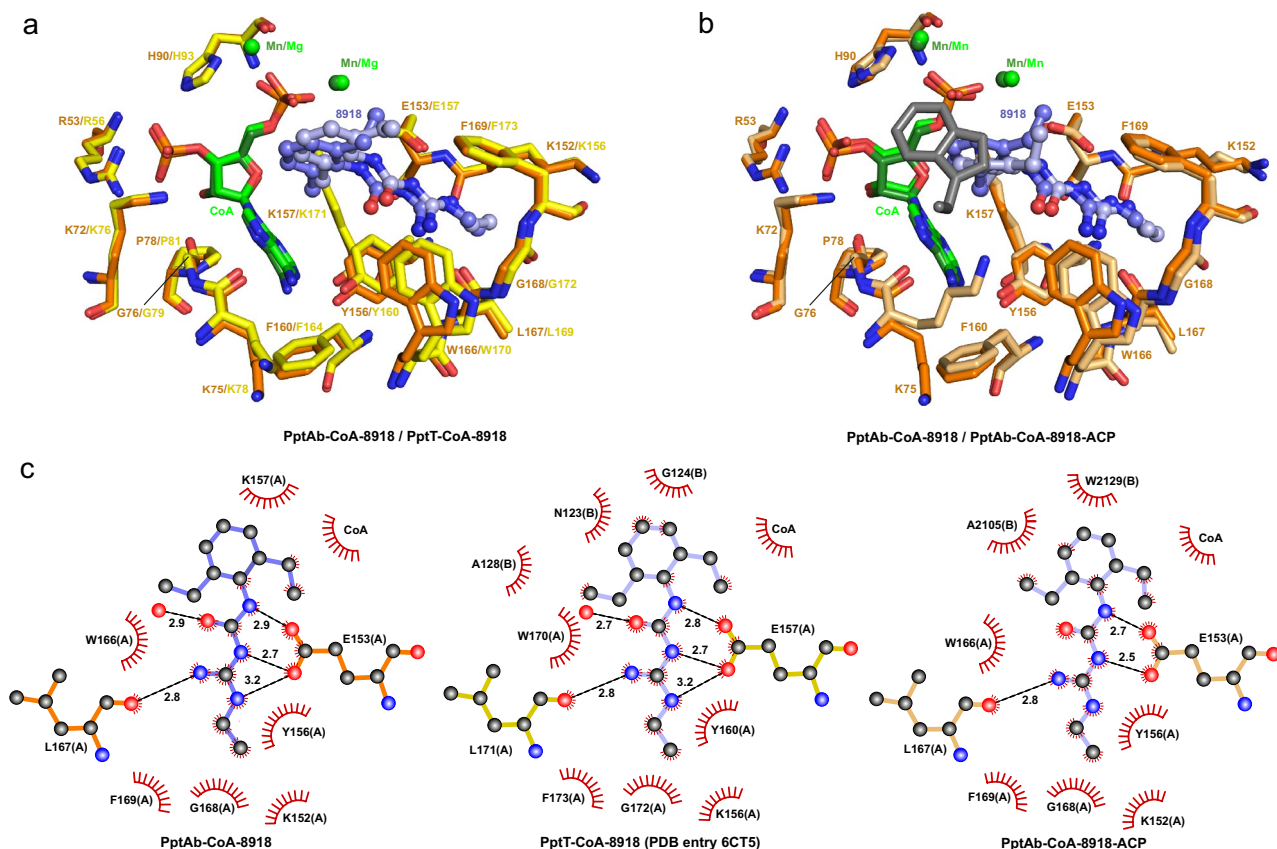 a
Mn/Mg
H90/H93
Mn/Mg
R53/R56
8918
E153/E157
F169/F173
K152/K156
CoA
K157/K171
K72/K76
P78/P81
G168/G172
G76/G79
Y156/Y160
F160/F164
L167/L169
W166/W170
K75/K78
PptAb-CoA-8918 / PptT-CoA-8918
b
Mn/Mn
H90
Mn/Mn
8918
E153
R53
F169
K152
CoA
K157
K72
P78
G168
G76
Y156
F160
L167
W166
K75
PptAb-CoA-8918 / PptAb-CoA-8918-ACP
c
K157(A)
CoA
2.9
2.9
W166(A)
E153(A)
2.7
3.2
2.8
Y156(A)
L167(A)
F169(A)
G168(A)
K152(A)
PptAb-CoA-8918
G124(B)
N123(B)
CoA
A128(B)
2.7
2.8
W170(A)
E157(A)
2.7
3.2
2.8
Y160(A)
L171(A)
F173(A)
G172(A)
K156(A)
PptT-CoA-8918 (PDB entry 6CT5)
W2129(B)
A2105(B)
CoA
2.7
W166(A)
E153(A)
2.5
2.8
Y156(A)
L167(A)
F169(A)
G168(A)
K152(A)
PptAb-CoA-8918-ACP